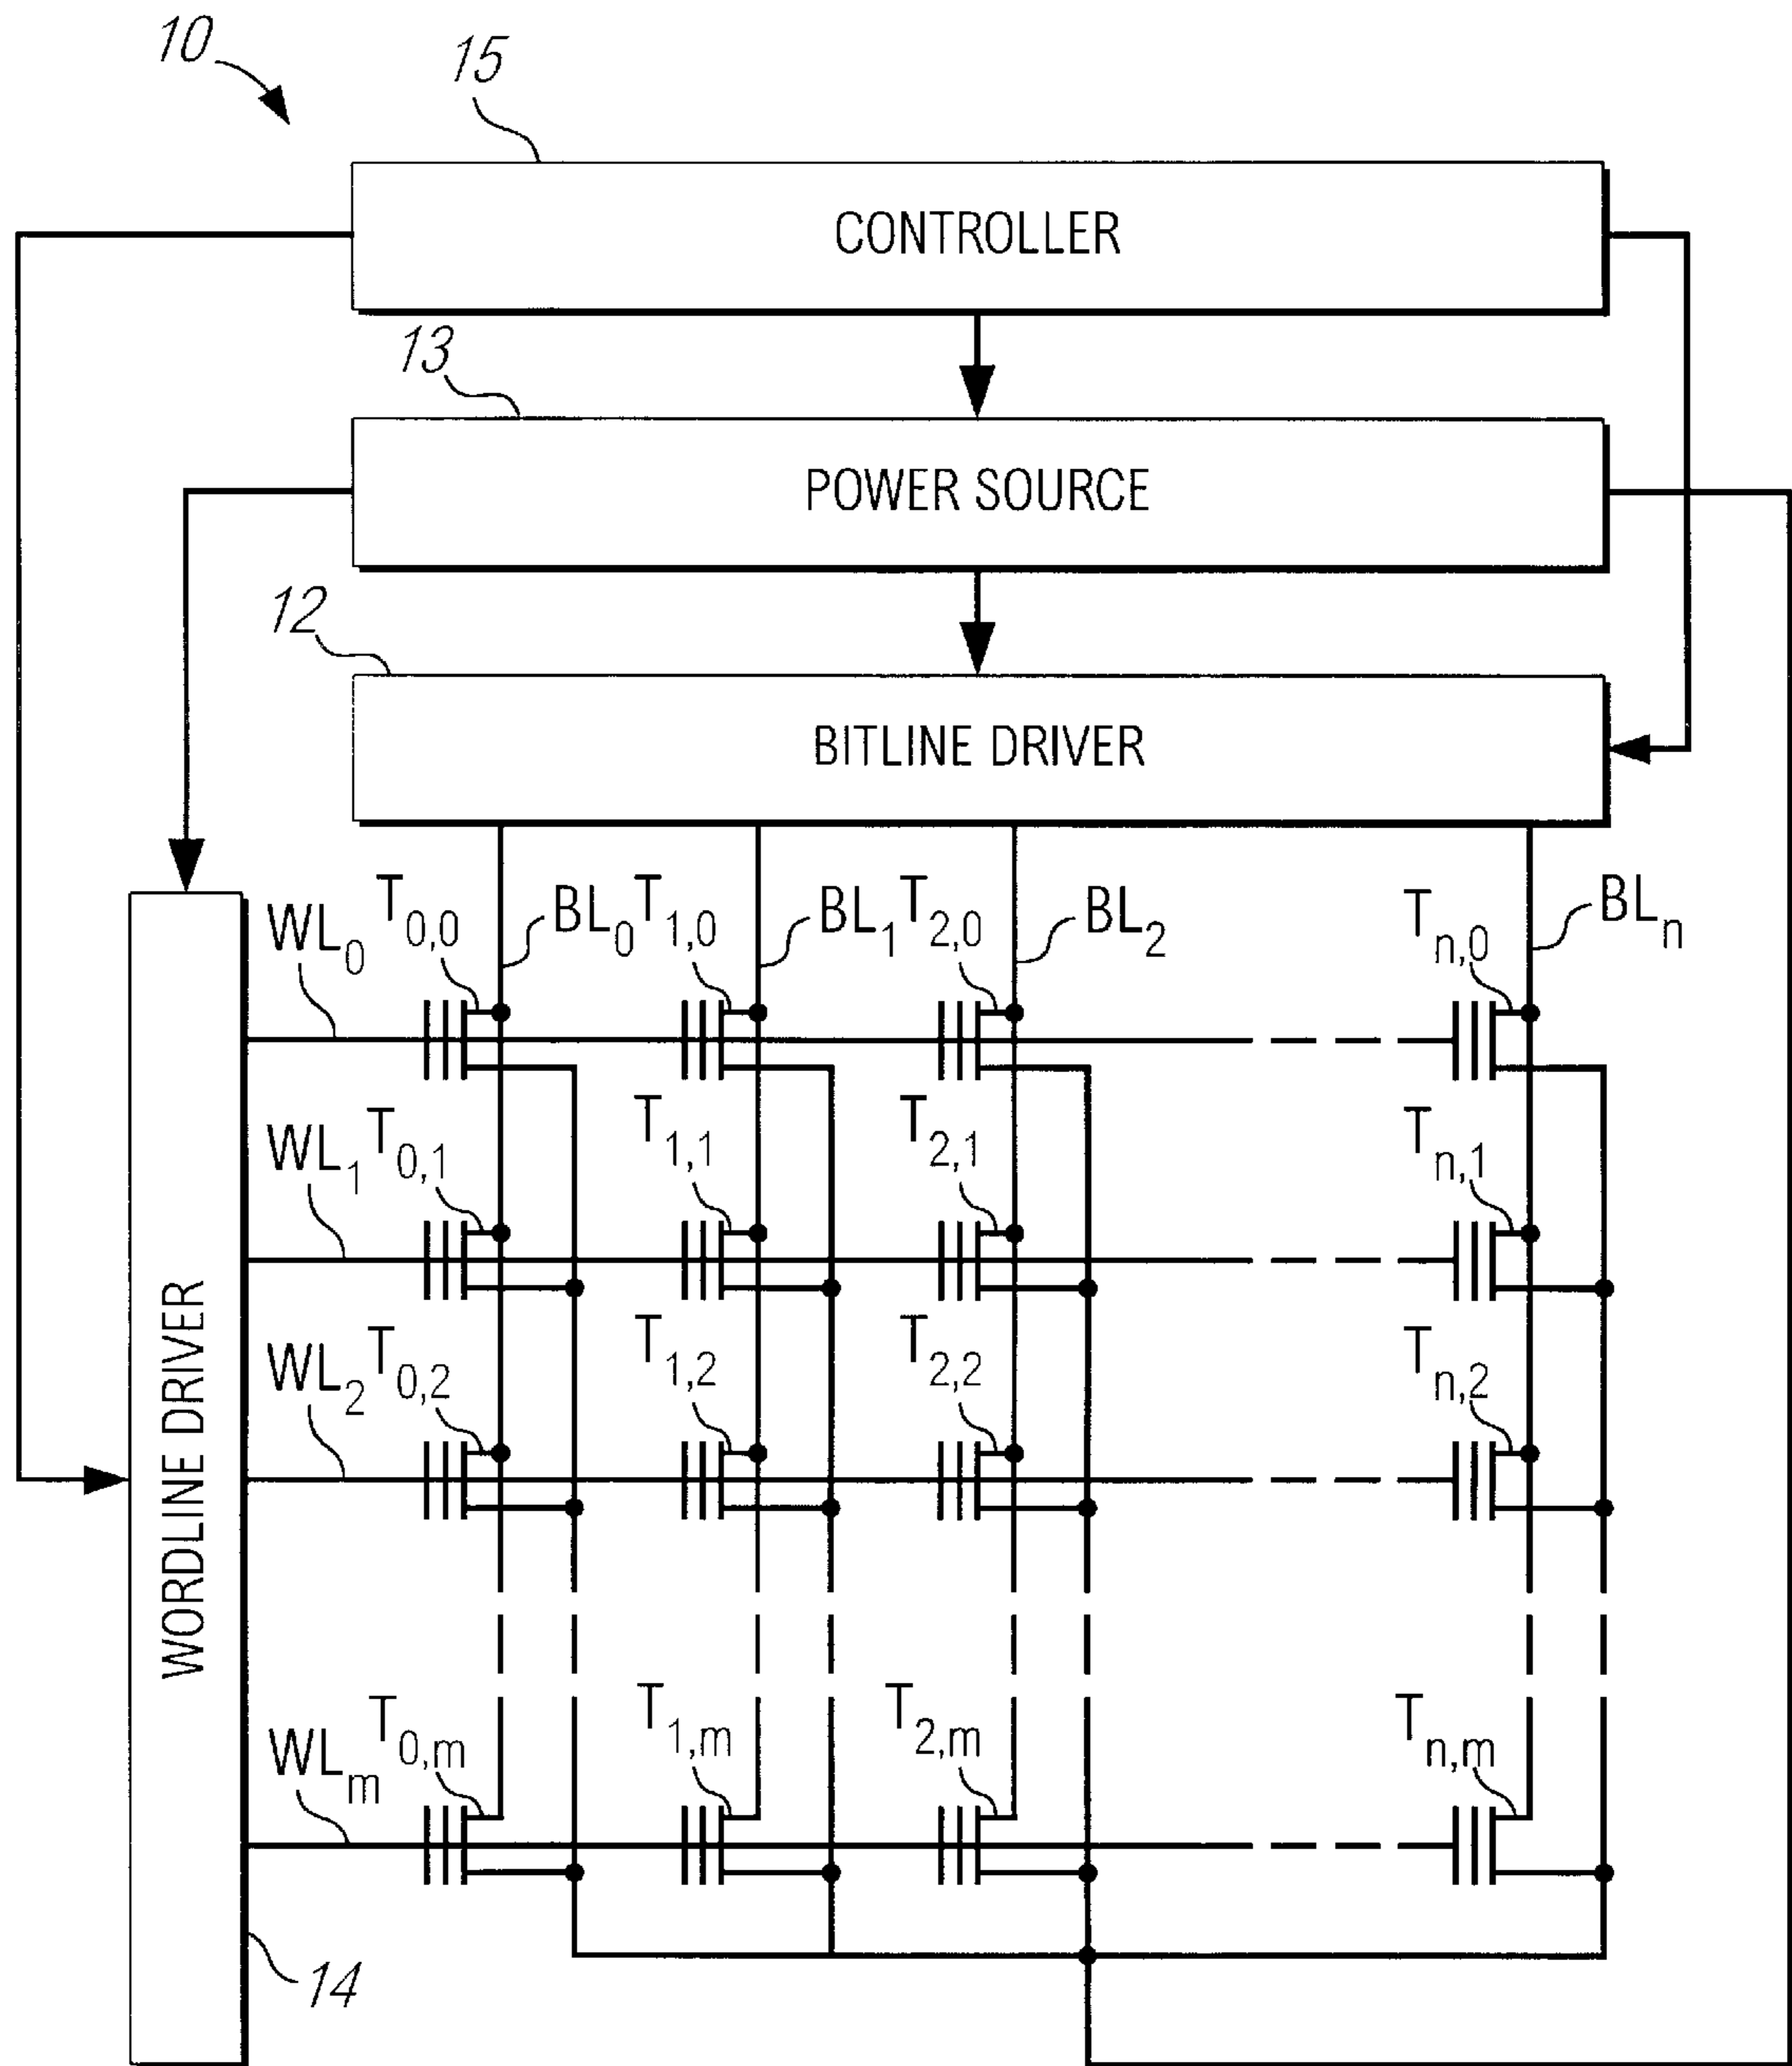 10
15
CONTROLLER
13
POWER SOURCE
12
BITLINE DRIVER
WL₀ T₀,₀ BL₀ T₁,₀ BL₁ T₂,₀ BL₂ Tₙ,₀ BLₙ
WL₁ T₀,₁ T₁,₁ T₂,₁ Tₙ,₁
WL₂ T₀,₂ T₁,₂ T₂,₂ Tₙ,₂
WORDLINE DRIVER
WLₘ T₀,ₘ T₁,ₘ T₂,ₘ Tₙ,ₘ
14